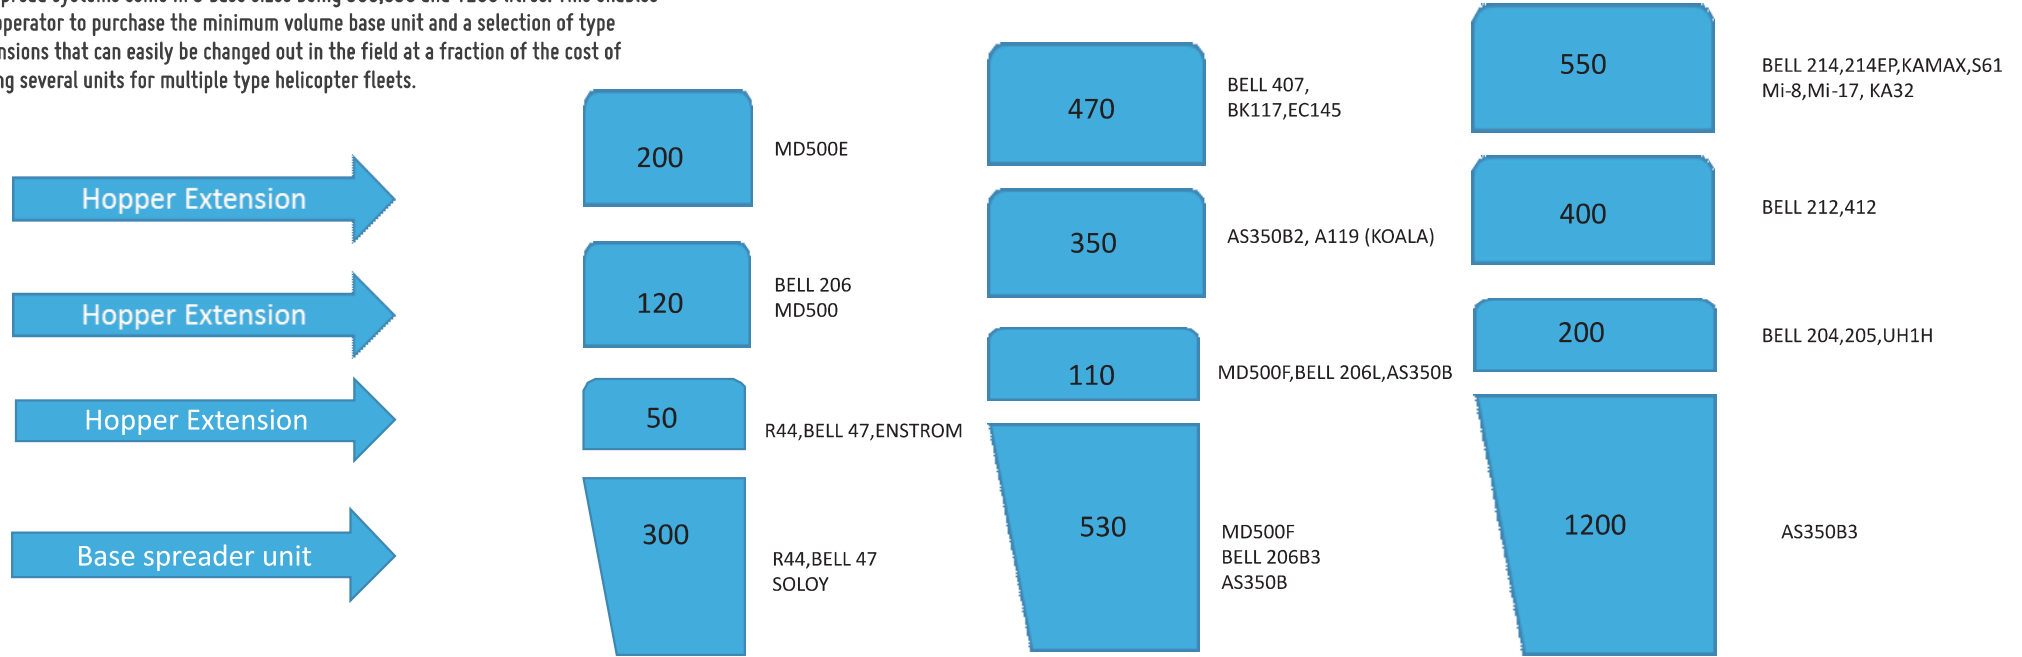 operator to purchase the minimum volume base unit and a selection of type
that can easily be changed out in the field at a fraction of the cost of
several units for multiple type helicopter fleets.
Hopper Extension
Hopper Extension
Hopper Extension
Base spreader unit
200
MD500E
120
BELL 206
MD500
50
R44,BELL 47,ENSTROM
300
R44,BELL 47
SOLOY
470
BELL 407,
BK117,EC145
350
AS350B2, A119 (KOALA)
110
MD500F,BELL 206L,AS350B
530
MD500F
BELL 206B3
AS350B
550
BELL 214,214EP,KAMAX,S61
Mi-8,Mi-17, KA32
400
BELL 212,412
200
BELL 204,205,UH1H
1200
AS350B3